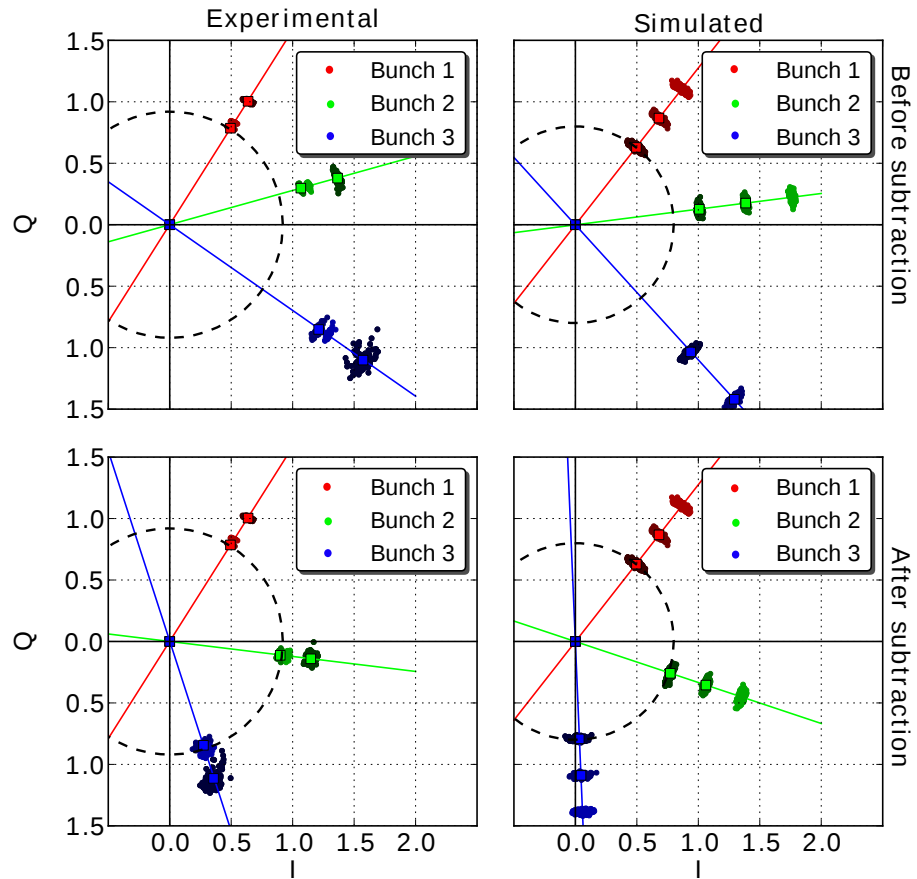 Experimental
Simulated
1.5
1.0
0.5
0.0
0.5
1.0
1.5
Q
Bunch 1
Bunch 2
Bunch 3
Bunch 1
Bunch 2
Bunch 3
Before subtraction
1.5
1.0
0.5
0.0
0.5
1.0
1.5
Q
Bunch 1
Bunch 2
Bunch 3
Bunch 1
Bunch 2
Bunch 3
After subtraction
0.0 0.5 1.0 1.5 2.0
0.0 0.5 1.0 1.5 2.0
I
I